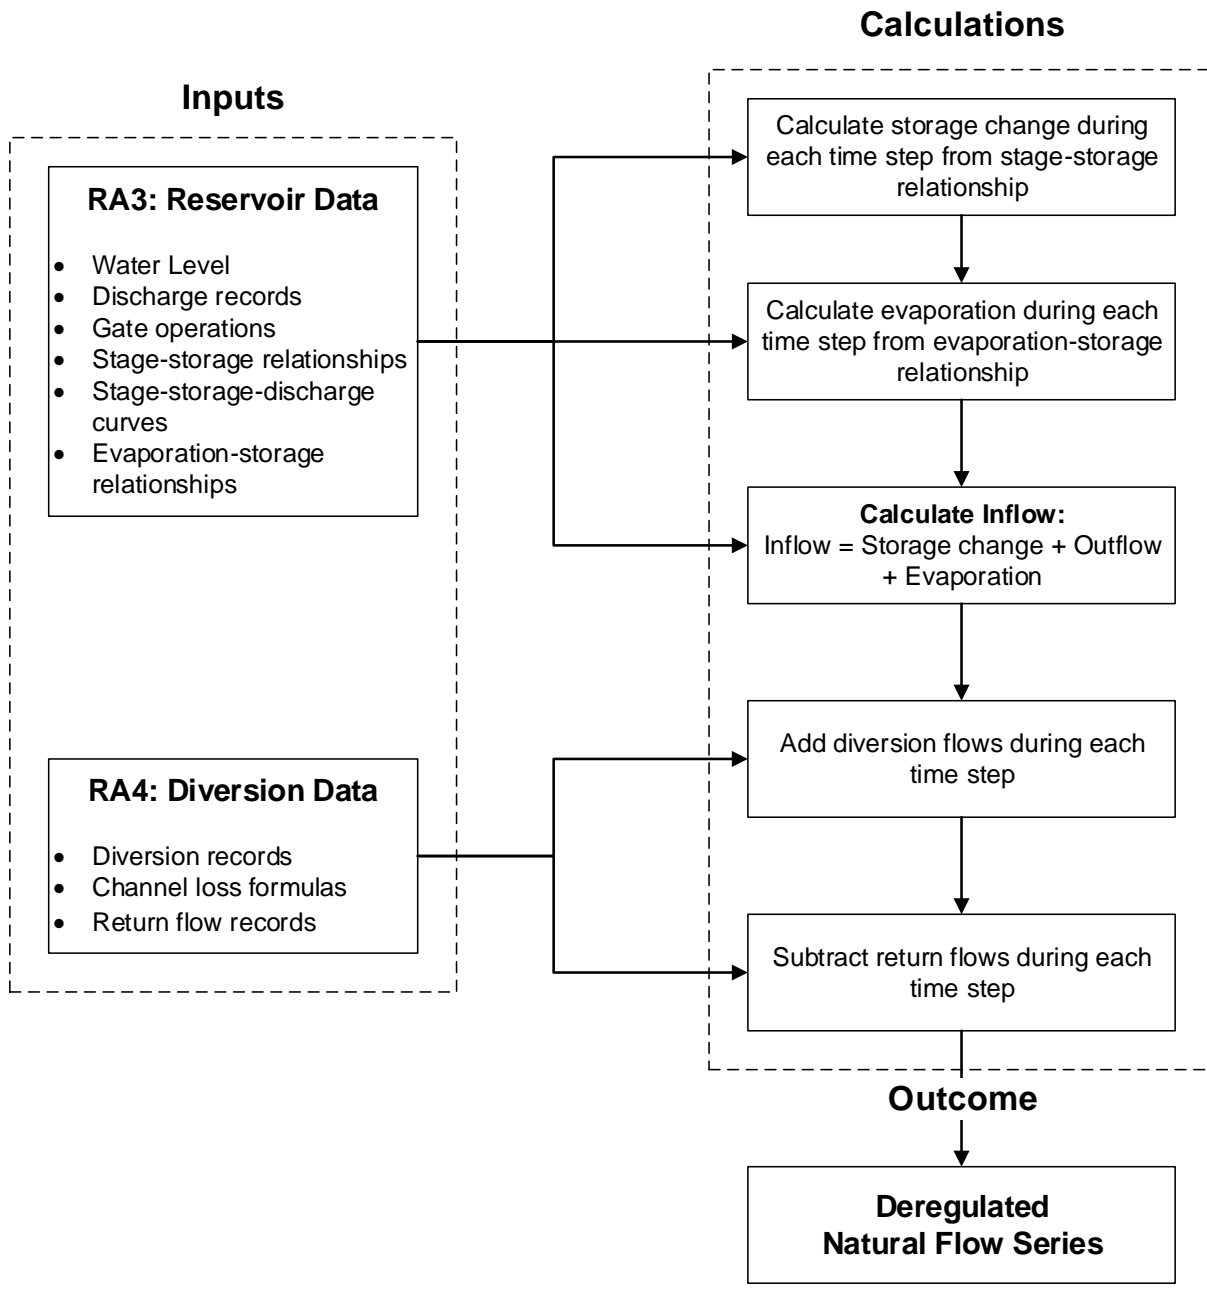 Inputs
RA3: Reservoir Data
• Water Level
• Discharge records
• Gate operations
• Stage-storage relationships
• Stage-storage-discharge
curves
• Evaporation-storage
relationships
RA4: Diversion Data
• Diversion records
• Channel loss formulas
• Return flow records
Calculations
Calculate storage change during
each time step from stage-storage
relationship
Calculate evaporation during each
time step from evaporation-storage
relationship
Calculate Inflow:
Inflow = Storage change + Outflow
+ Evaporation
Add diversion flows during each
time step
Subtract return flows during each
time step
Outcome
Deregulated
Natural Flow Series